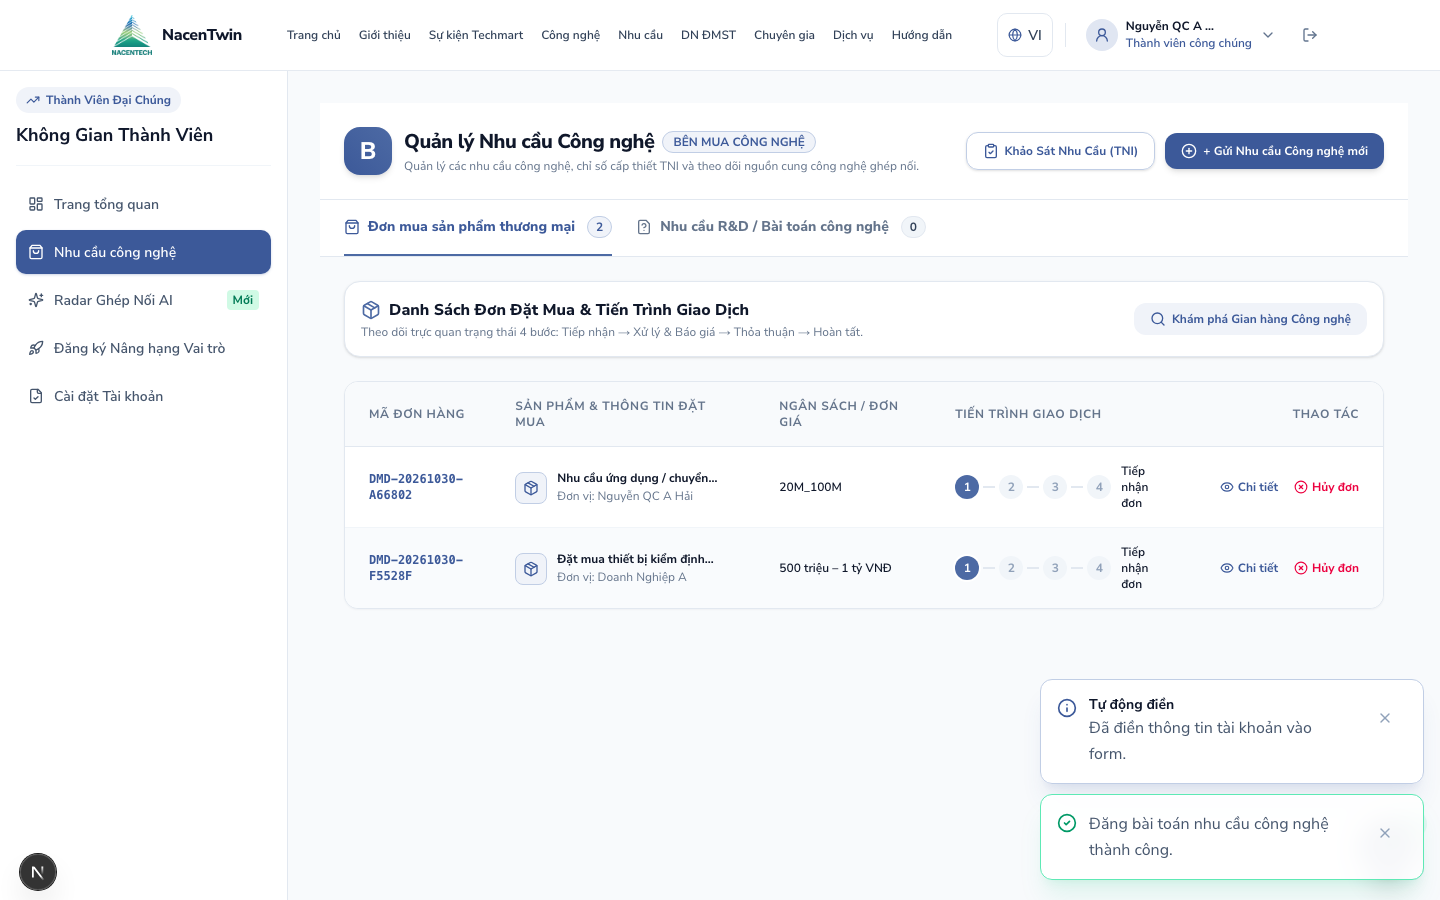 NACENTECH
NacenTwin
Trang chủ
Giới thiệu
Sự kiện Techmart
Công nghệ
Nhu cầu
DN ĐMST
Chuyên gia
Dịch vụ
Hướng dẫn
VI
Nguyễn QC A ...
Thành viên công chúng
Thành Viên Đại Chúng
Không Gian Thành Viên
Trang tổng quan
Nhu cầu công nghệ
Radar Ghép Nối AI
Mới
Đăng ký Nâng hạng Vai trò
Cài đặt Tài khoản
B
Quản lý Nhu cầu Công nghệ
BÊN MUA CÔNG NGHỆ
Quản lý các nhu cầu công nghệ, chỉ số cấp thiết TNI và theo dõi nguồn cung công nghệ ghép nối.
Khảo Sát Nhu Cầu (TNI)
+ Gửi Nhu cầu Công nghệ mới
Đơn mua sản phẩm thương mại
2
Nhu cầu R&D / Bài toán công nghệ
0
Danh Sách Đơn Đặt Mua & Tiến Trình Giao Dịch
Theo dõi trực quan trạng thái 4 bước: Tiếp nhận → Xử lý & Báo giá → Thỏa thuận → Hoàn tất.
Khám phá Gian hàng Công nghệ
MÃ ĐƠN HÀNG
SẢN PHẨM & THÔNG TIN ĐẶT
MUA
NGÂN SÁCH / ĐƠN
GIÁ
TIẾN TRÌNH GIAO DỊCH
THAO TÁC
DMD-20261030-
A66802
Nhu cầu ứng dụng / chuyển...
Đơn vị: Nguyễn QC A Hải
20M_100M
1
2
3
4
Tiếp
nhận
đơn
Chi tiết
Hủy đơn
DMD-20261030-
F5528F
Đặt mua thiết bị kiểm định...
Đơn vị: Doanh Nghiệp A
500 triệu – 1 tỷ VNĐ
1
2
3
4
Tiếp
nhận
đơn
Chi tiết
Hủy đơn
Tự động điền
Đã điền thông tin tài khoản vào
form.
Đăng bài toán nhu cầu công nghệ
thành công.
N